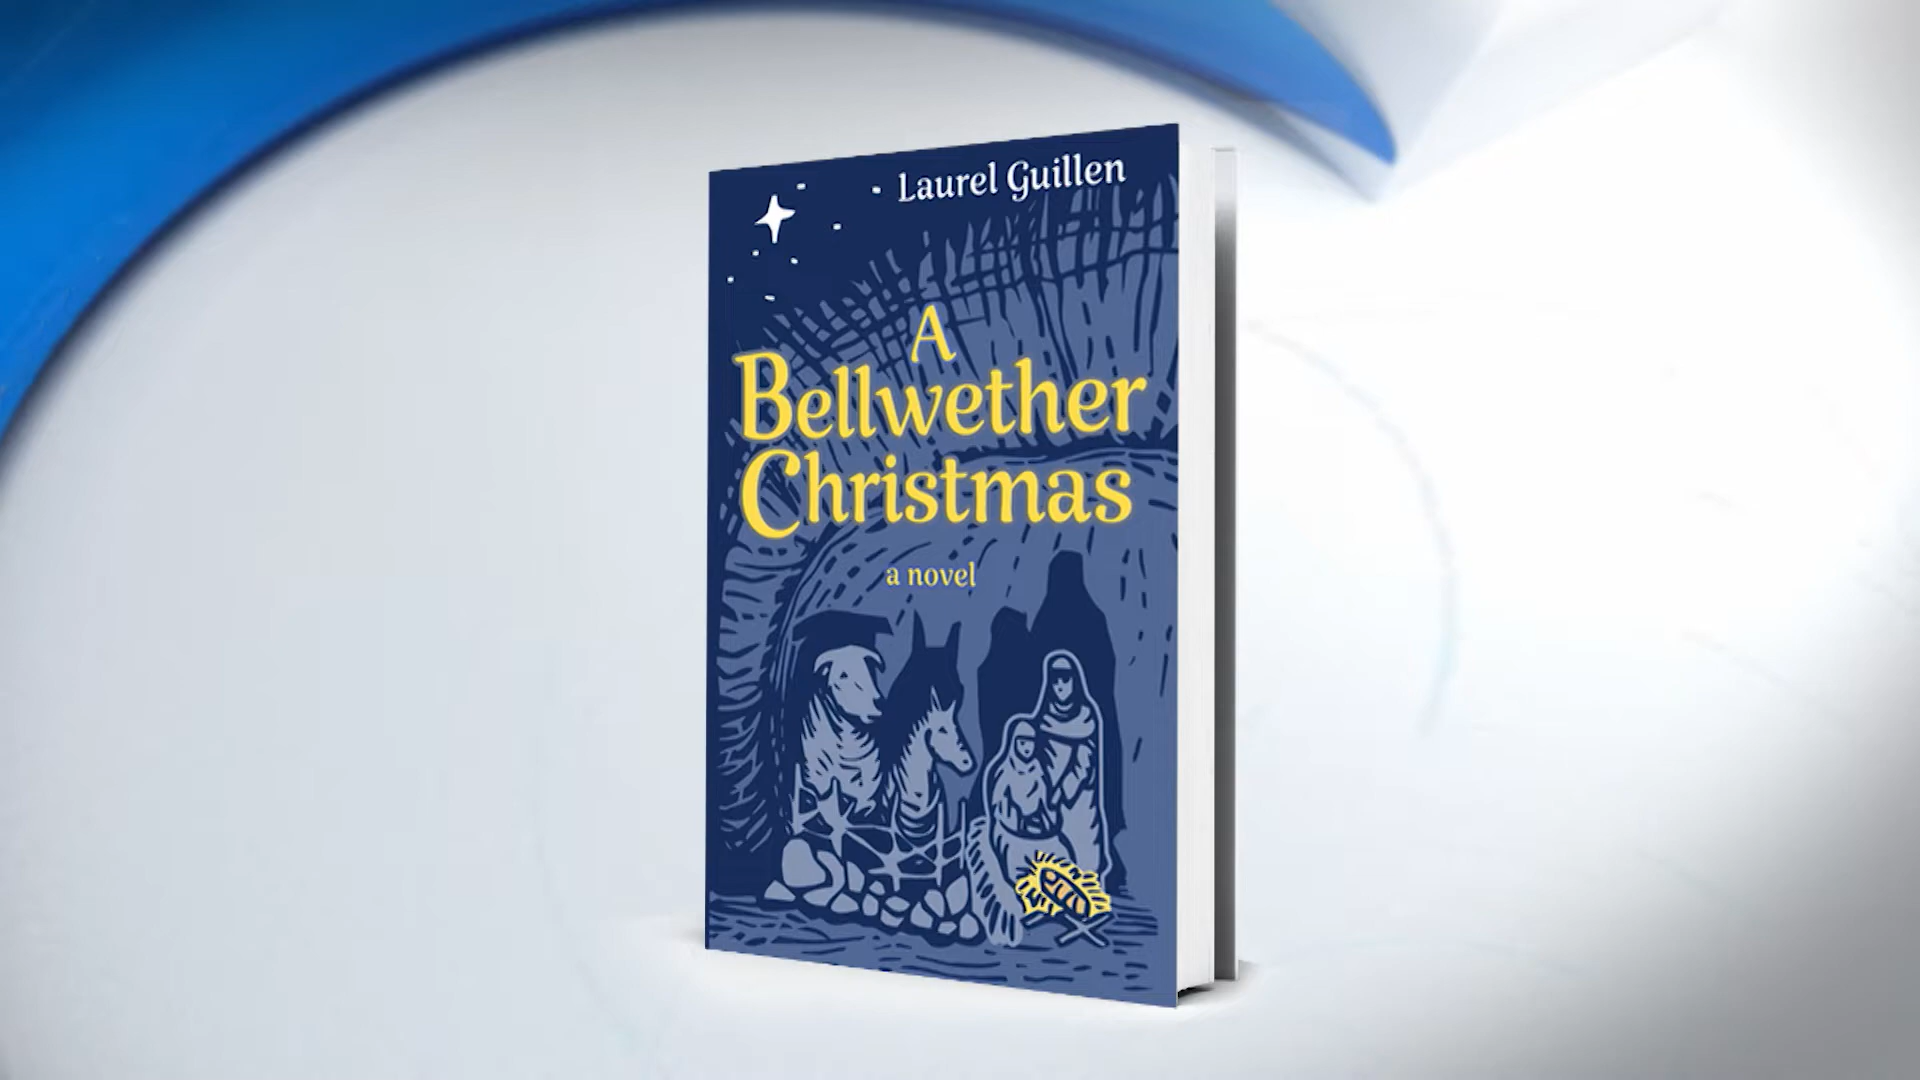 Laurel Guillen
A
Bellwether
Christmas
a novel